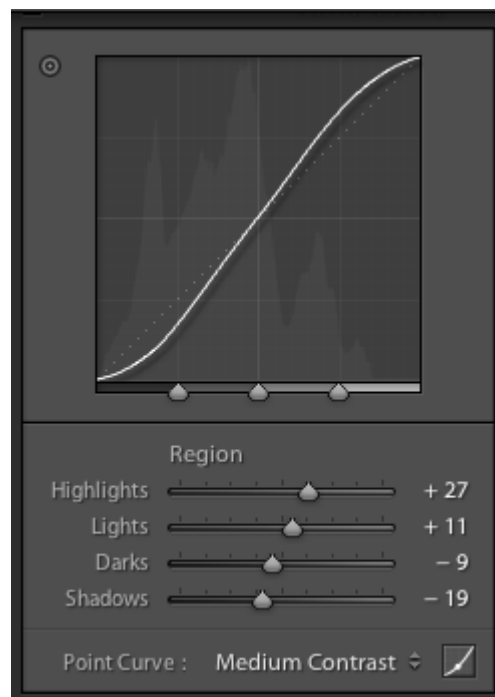 Region
Highlights + 27
Lights + 11
Darks − 9
Shadows − 19
Point Curve : Medium Contrast